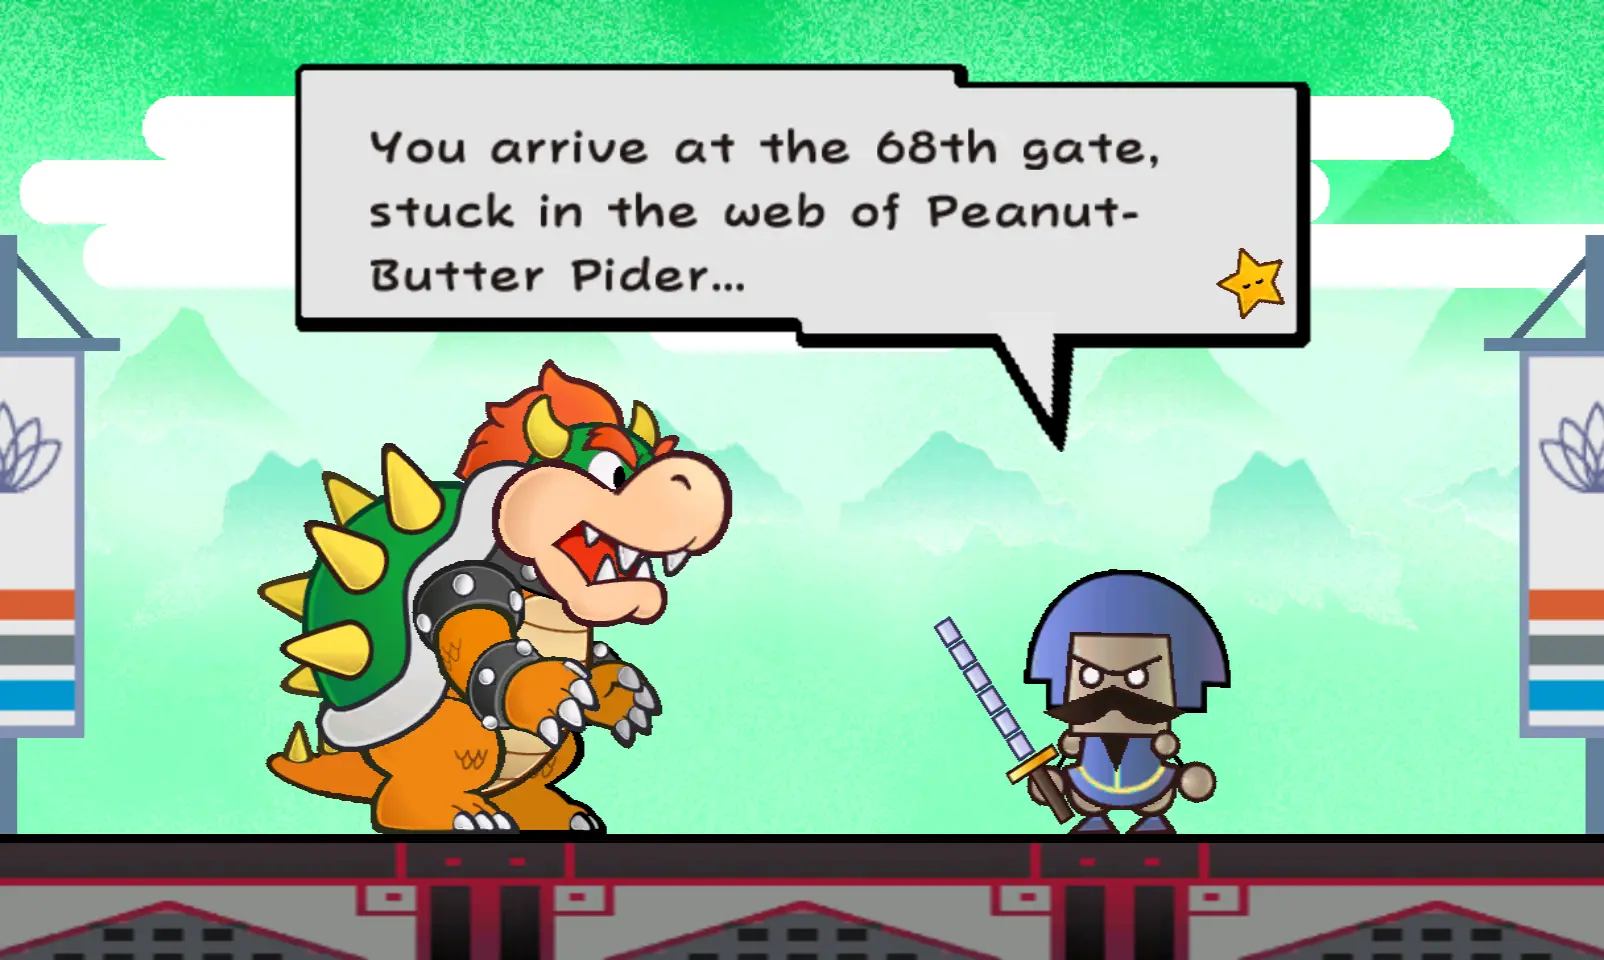 You arrive at the 68th gate,
stuck in the web of Peanut-
Butter Pider...